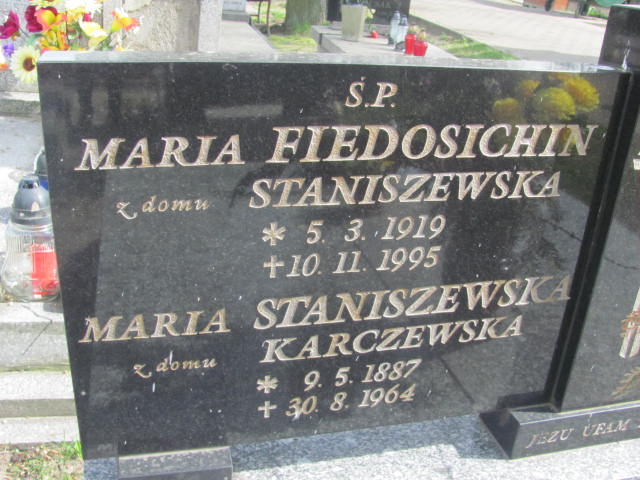 Ś.P.
MARIA FIEDOSICHIN
z domu STANISZEWSKA
* 5. 3. 1919
+ 10. 11. 1995
MARIA STANISZEWSKA
z domu KARCZEWSKA
* 9. 5. 1887
+ 30. 8. 1964
JEZU UFAM